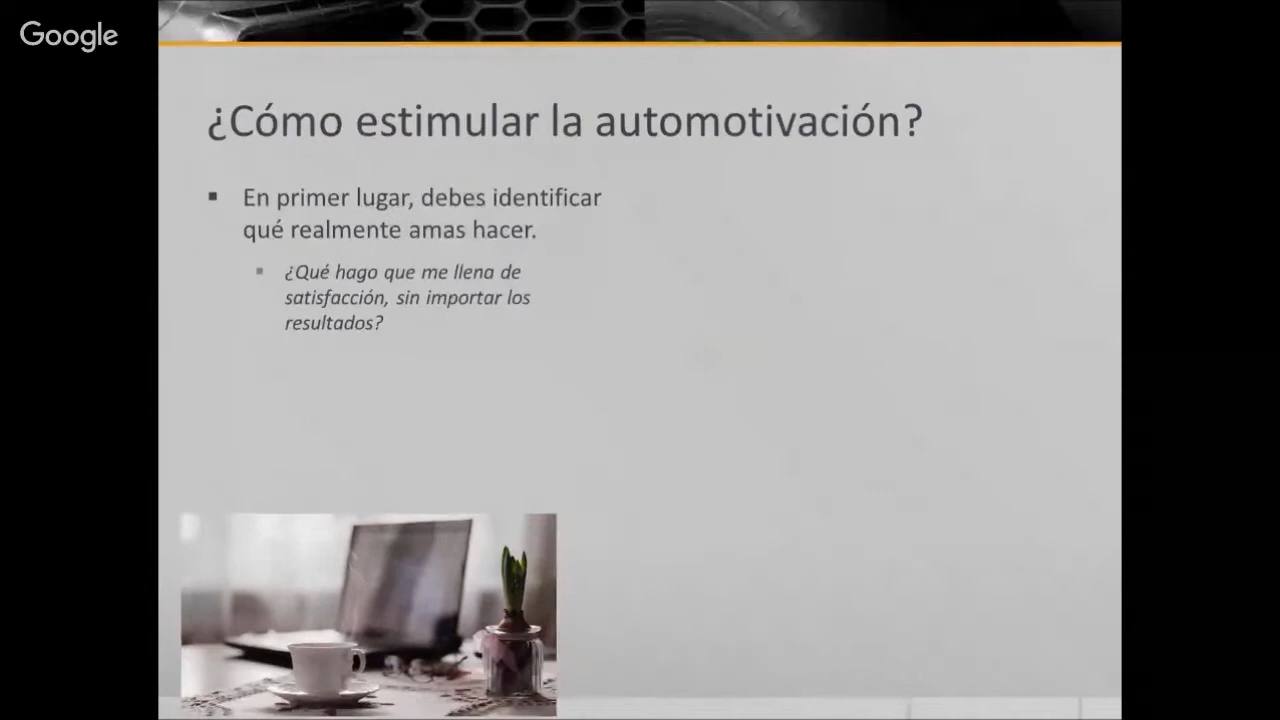 Google
¿Cómo estimular la automotivación?
▪ En primer lugar, debes identificar
qué realmente amas hacer.
▪ ¿Qué hago que me llena de
satisfacción, sin importar los
resultados?